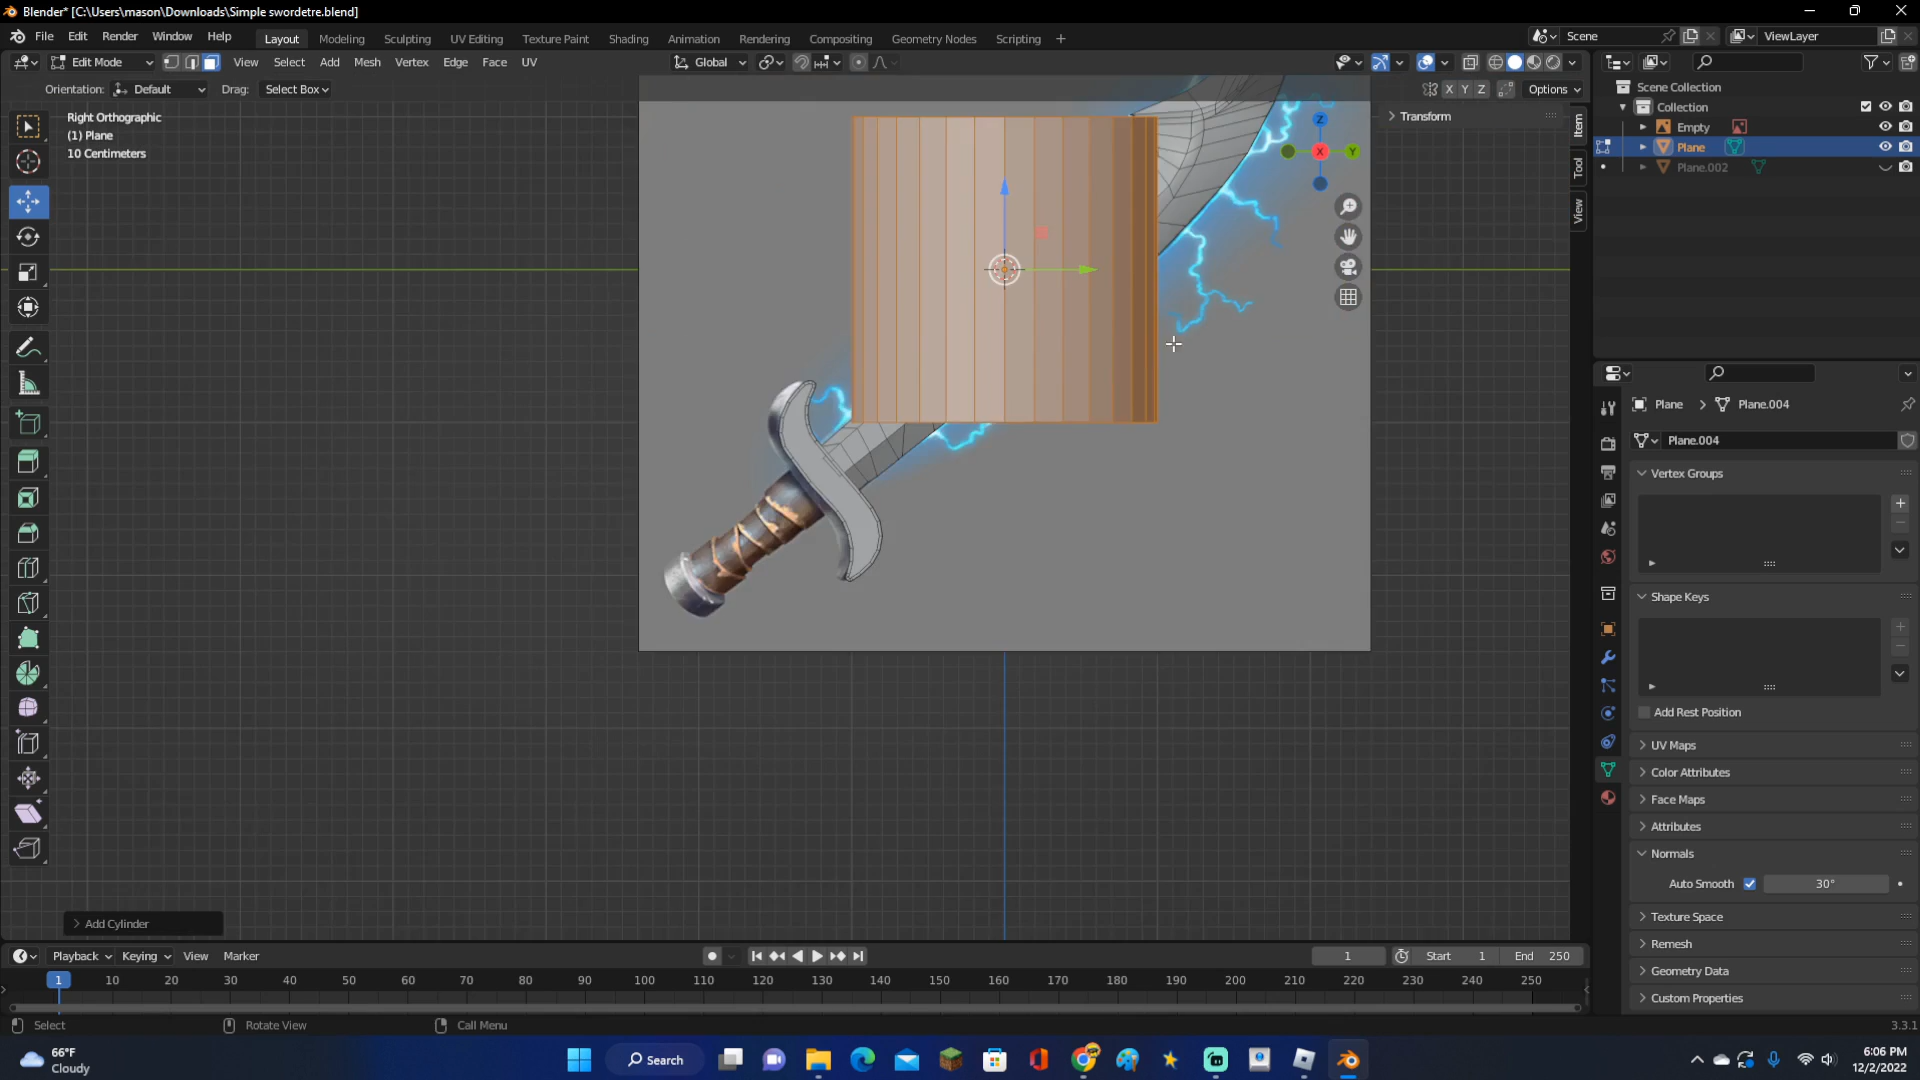 Blender* [C:\Users\mason\Downloads\Simple swordetre.blend]
File Edit Render Window Help
Layout Modeling Sculpting UV Editing Texture Paint Shading Animation Rendering Compositing Geometry Nodes Scripting +
Scene
ViewLayer
Edit Mode View Select Add Mesh Vertex Edge Face UV
Global
Orientation: Default Drag: Select Box
X Y Z Options
Right Orthographic
(1) Plane
10 Centimeters
Transform
Item
Tool
View
Z
X
Y
Scene Collection
Collection
Empty
Plane
Plane.002
Plane > Plane.004
Plane.004
Vertex Groups
Shape Keys
Add Rest Position
UV Maps
Color Attributes
Face Maps
Attributes
Normals
Auto Smooth 30°
Texture Space
Remesh
Geometry Data
Custom Properties
Add Cylinder
Playback Keying View Marker
1 Start 1 End 250
1 10 20 30 40 50 60 70 80 90 100 110 120 130 140 150 160 170 180 190 200 210 220 230 240 250
Select Rotate View Call Menu
3.3.1
66°F
Cloudy
Search
6:06 PM
12/2/2022